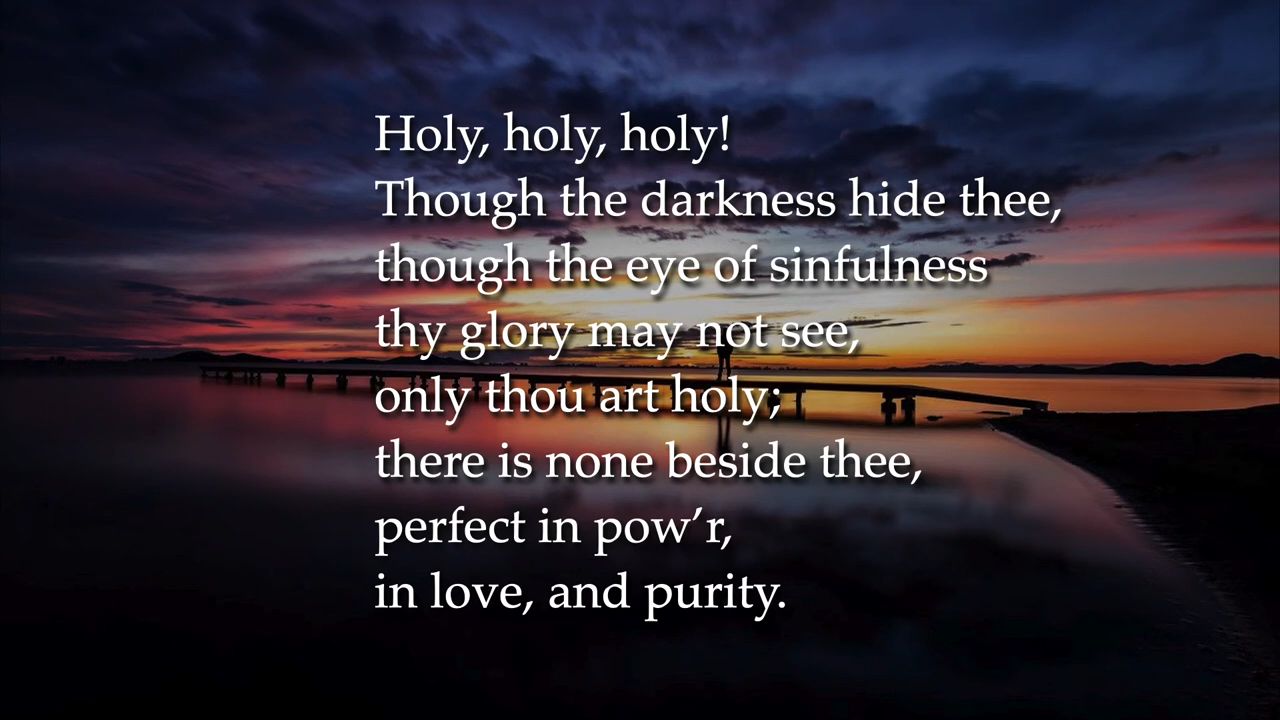 Holy, holy, holy!
Though the darkness hide thee,
though the eye of sinfulness
thy glory may not see,
only thou art holy;
there is none beside thee,
perfect in pow’r,
in love, and purity.